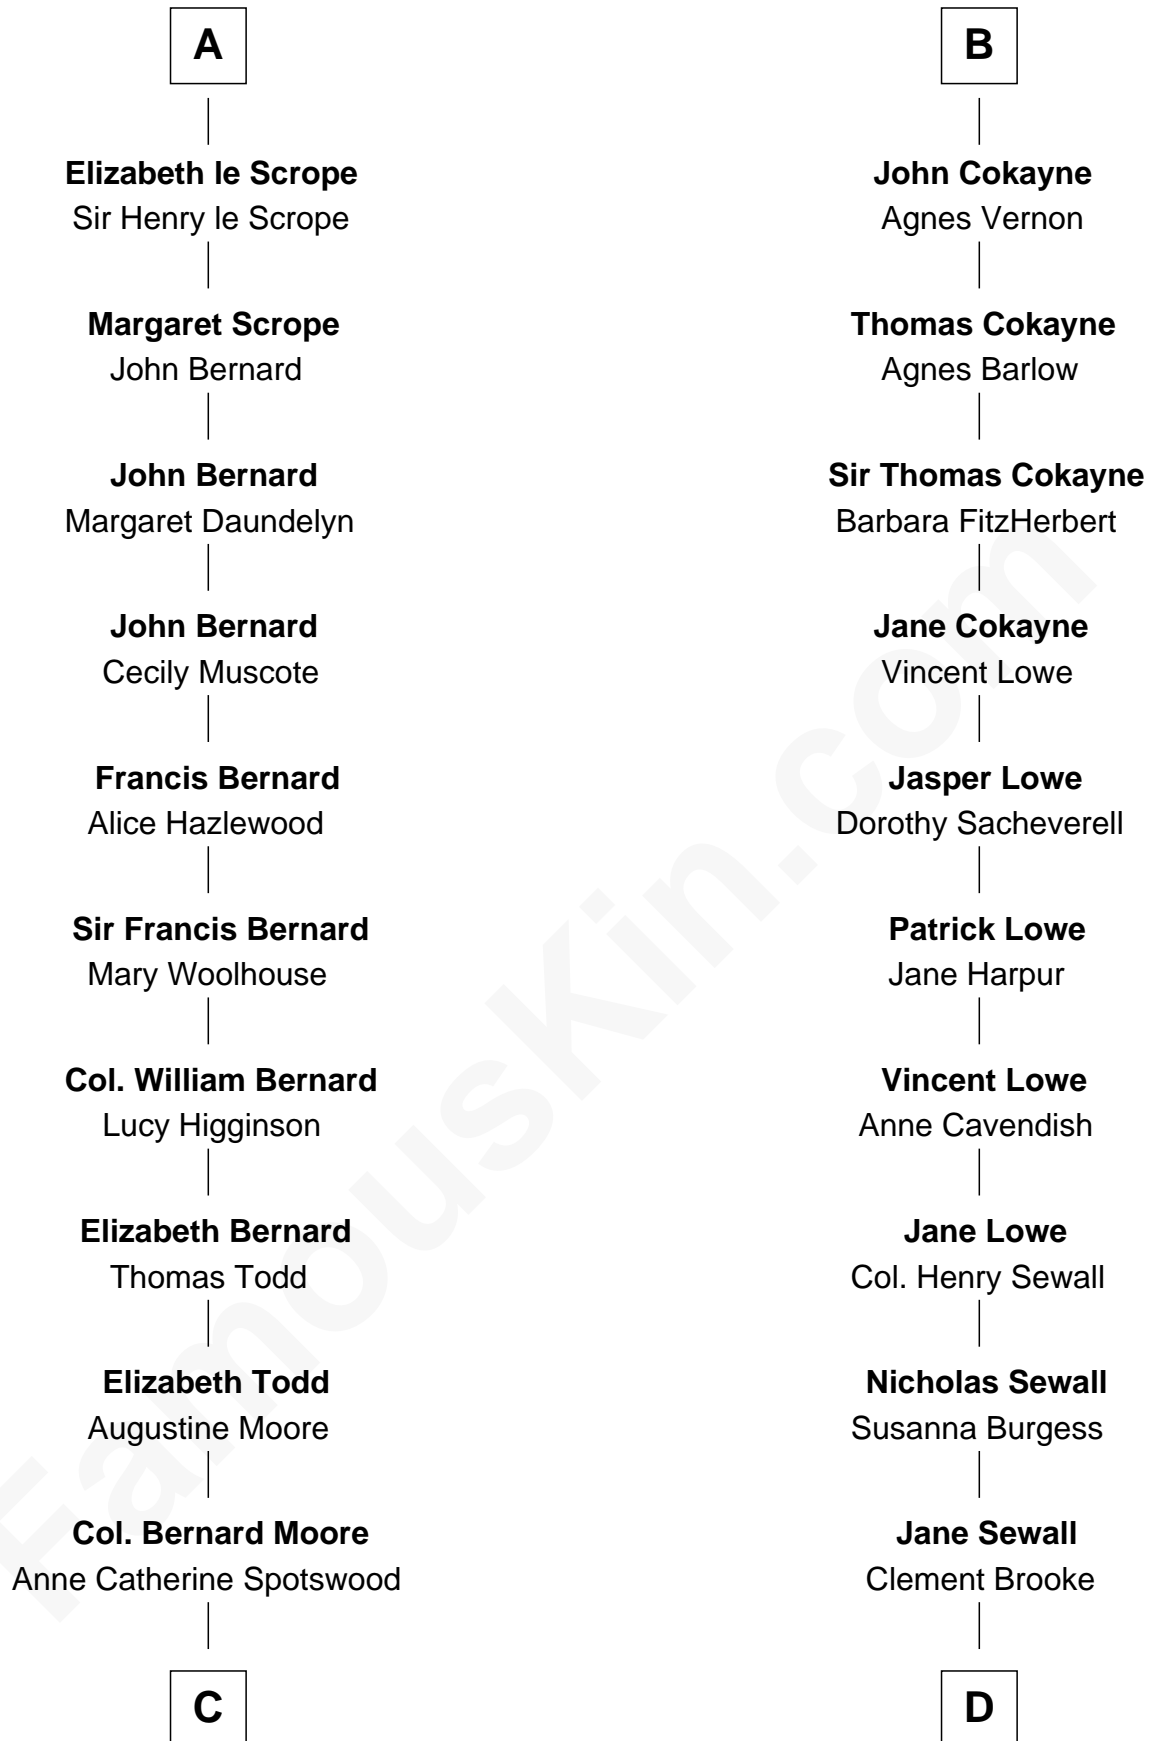 A
Elizabeth le Scrope
Sir Henry le Scrope
Margaret Scrope
John Bernard
John Bernard
Margaret Daundelyn
John Bernard
Cecily Muscote
Francis Bernard
Alice Hazlewood
Sir Francis Bernard
Mary Woolhouse
Col. William Bernard
Lucy Higginson
Elizabeth Bernard
Thomas Todd
Elizabeth Todd
Augustine Moore
Col. Bernard Moore
Anne Catherine Spotswood
C
B
John Cokayne
Agnes Vernon
Thomas Cokayne
Agnes Barlow
Sir Thomas Cokayne
Barbara FitzHerbert
Jane Cokayne
Vincent Lowe
Jasper Lowe
Dorothy Sacheverell
Patrick Lowe
Jane Harpur
Vincent Lowe
Anne Cavendish
Jane Lowe
Col. Henry Sewall
Nicholas Sewall
Susanna Burgess
Jane Sewall
Clement Brooke
D
FamousKin.com